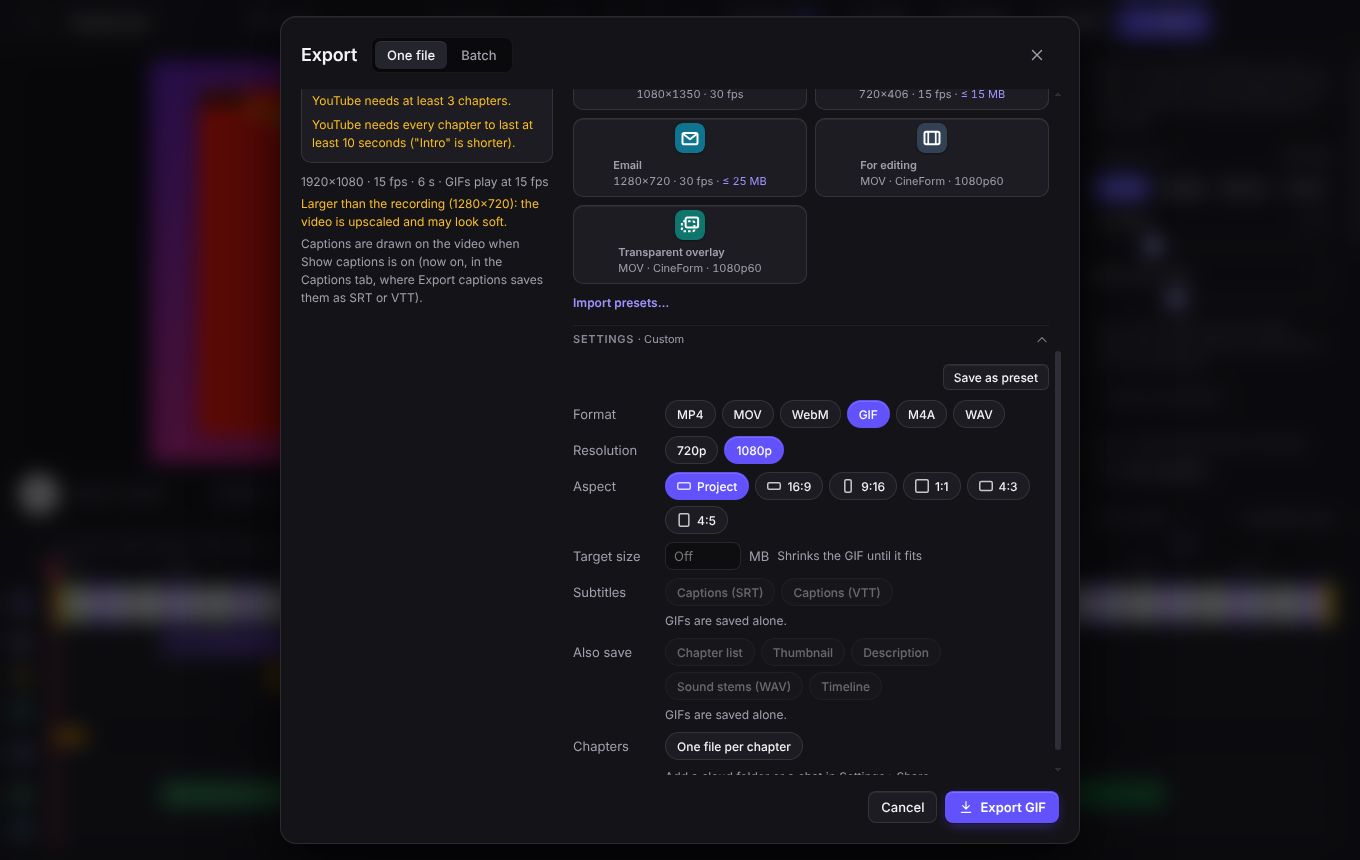 Export
One file
Batch
YouTube needs at least 3 chapters.
YouTube needs every chapter to last at
least 10 seconds ("Intro" is shorter).
1920×1080 · 15 fps · 6 s · GIFs play at 15 fps
Larger than the recording (1280×720): the
video is upscaled and may look soft.
Captions are drawn on the video when
Show captions is on (now on, in the
Captions tab, where Export captions saves
them as SRT or VTT).
1080×1350 · 30 fps
720×406 · 15 fps · ≤ 15 MB
Email
1280×720 · 30 fps · ≤ 25 MB
For editing
MOV · CineForm · 1080p60
Transparent overlay
MOV · CineForm · 1080p60
Import presets...
SETTINGS · Custom
Save as preset
Format
MP4
MOV
WebM
GIF
M4A
WAV
Resolution
720p
1080p
Aspect
Project
16:9
9:16
1:1
4:3
4:5
Target size
Off
MB
Shrinks the GIF until it fits
Subtitles
Captions (SRT)
Captions (VTT)
GIFs are saved alone.
Also save
Chapter list
Thumbnail
Description
Sound stems (WAV)
Timeline
GIFs are saved alone.
Chapters
One file per chapter
Add a cloud folder or a chat in Settings
Cancel
Export GIF